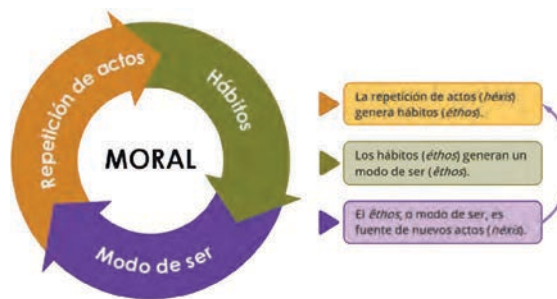 Repetición de actos
Hábitos
MORAL
Modo de ser
La repetición de actos (héxis)
genera hábitos (éthos).
Los hábitos (éthos) generan un
modo de ser (êthos).
El êthos, o modo de ser, es
fuente de nuevos actos (héxis).